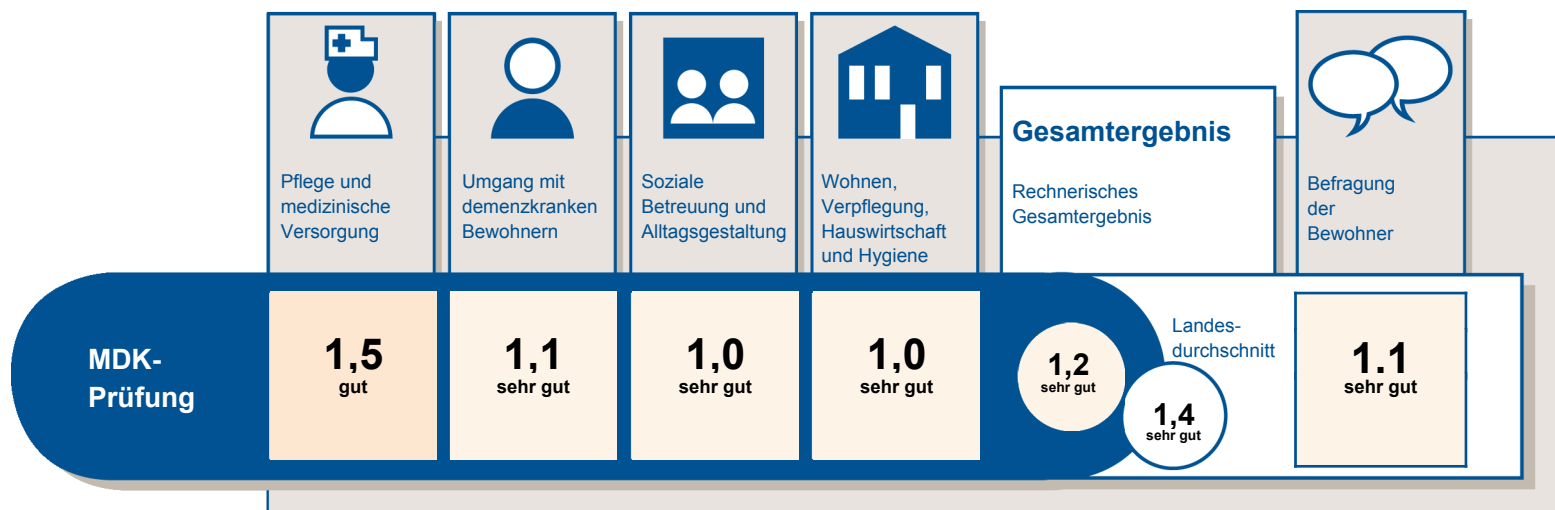 Pflege und
medizinische
Versorgung
Umgang mit
demenzkranken
Bewohnern
Soziale
Betreuung und
Alltagsgestaltung
Wohnen,
Verpflegung,
Hauswirtschaft
und Hygiene
Gesamtergebnis
Rechnerisches
Gesamtergebnis
Befragung
der
Bewohner
MDK-
Prüfung
1,5
gut
1,1
sehr gut
1,0
sehr gut
1,0
sehr gut
1,2
sehr gut
Landes-
durchschnitt
1,4
sehr gut
1.1
sehr gut